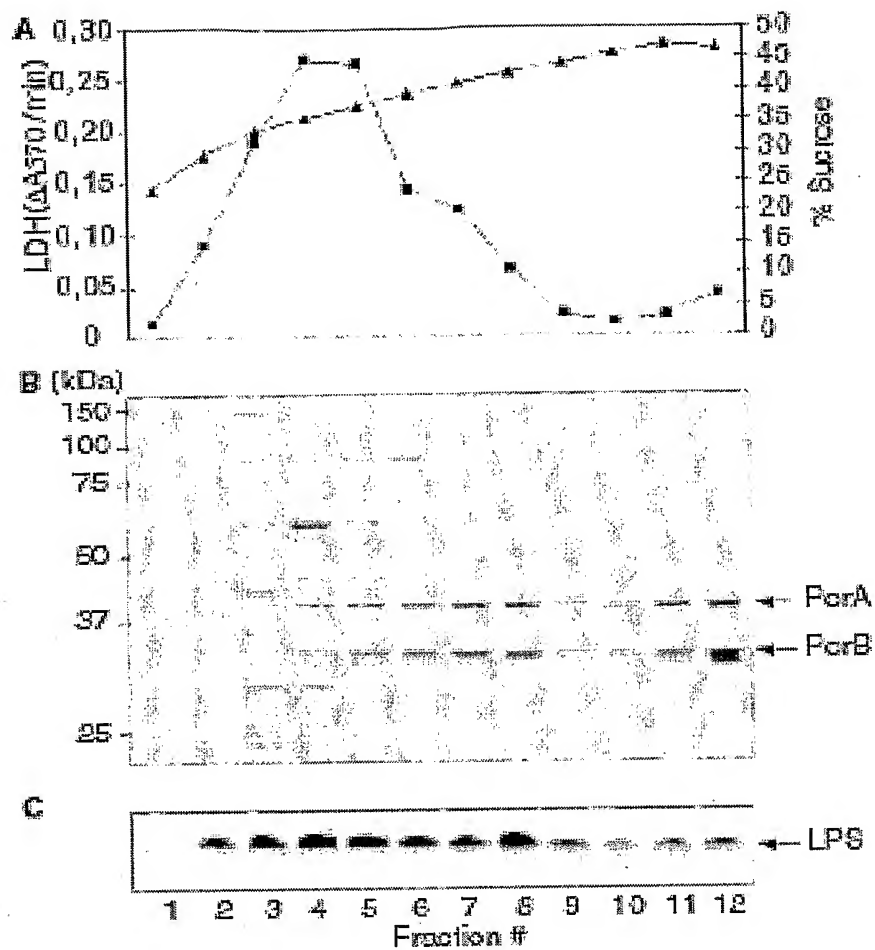 A
0,30
0,25
0,20
0,15
0,10
0,05
0
LDH(ΔA570/min)
50
45
40
35
30
25
20
15
10
5
0
% Sucrose
B (kDa)
150
100
75
50
37
25
PorA
PorB
C
LPS
1 2 3 4 5 6 7 8 9 10 11 12
Fraction #